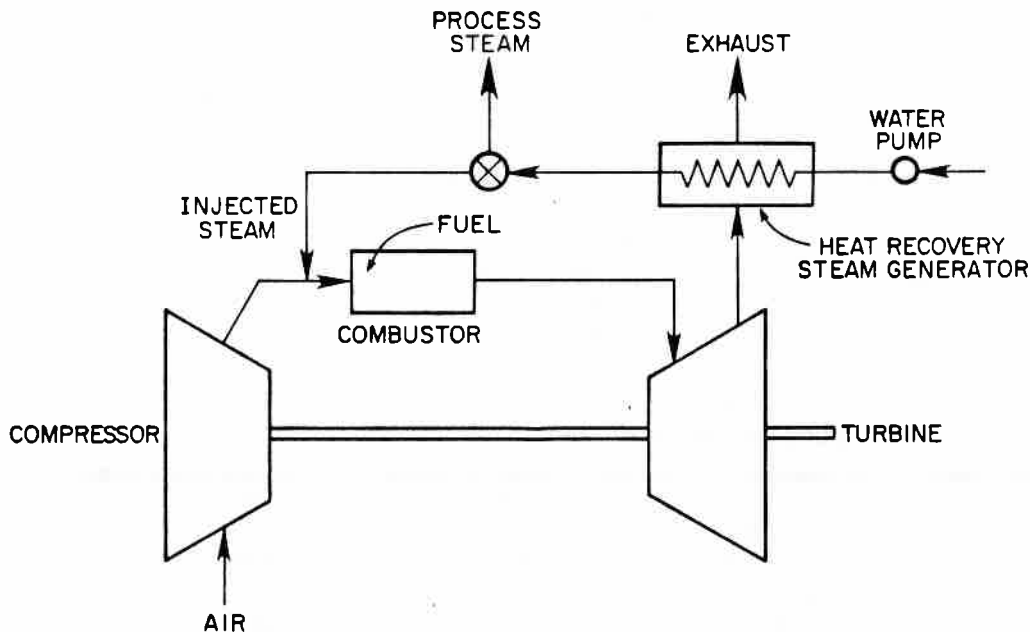 PROCESS
STEAM
EXHAUST
WATER
PUMP
INJECTED
STEAM
FUEL
HEAT RECOVERY
STEAM GENERATOR
COMBUSTOR
COMPRESSOR
TURBINE
AIR